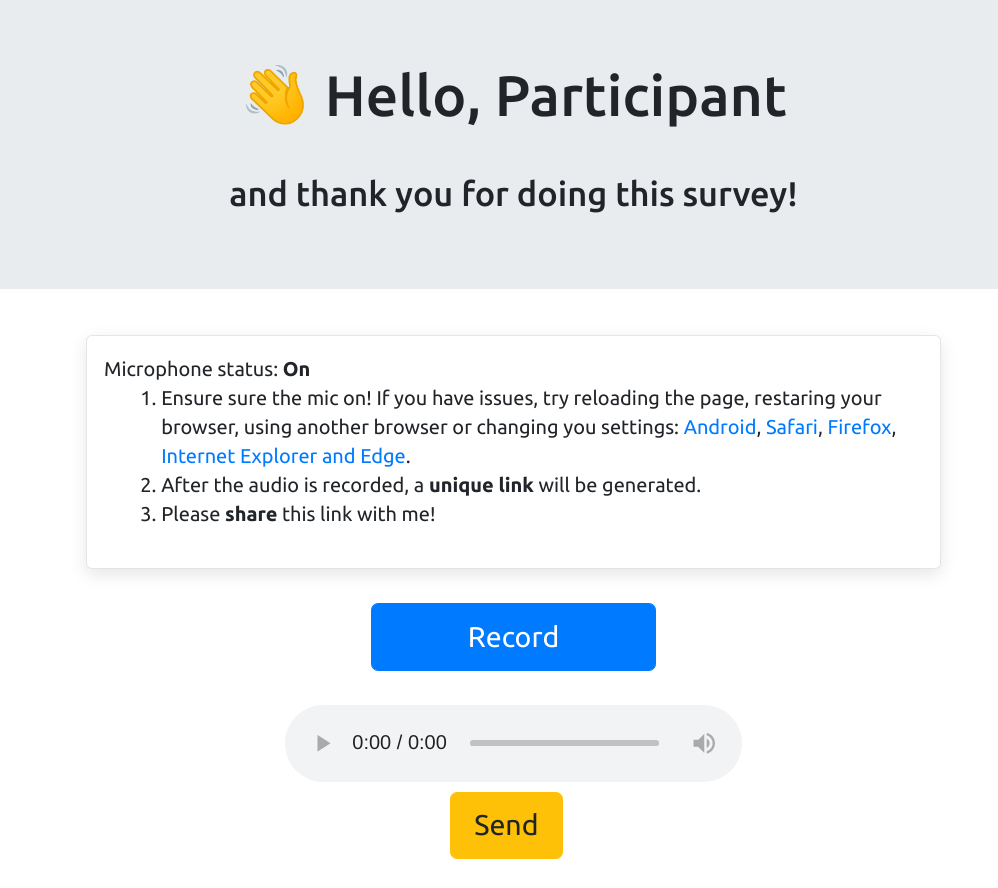 👋 Hello, Participant
and thank you for doing this survey!
Microphone status: On
1. Ensure sure the mic on! If you have issues, try reloading the page, restaring your
browser, using another browser or changing you settings: Android, Safari, Firefox,
Internet Explorer and Edge.
2. After the audio is recorded, a unique link will be generated.
3. Please share this link with me!
Record
0:00 / 0:00
Send